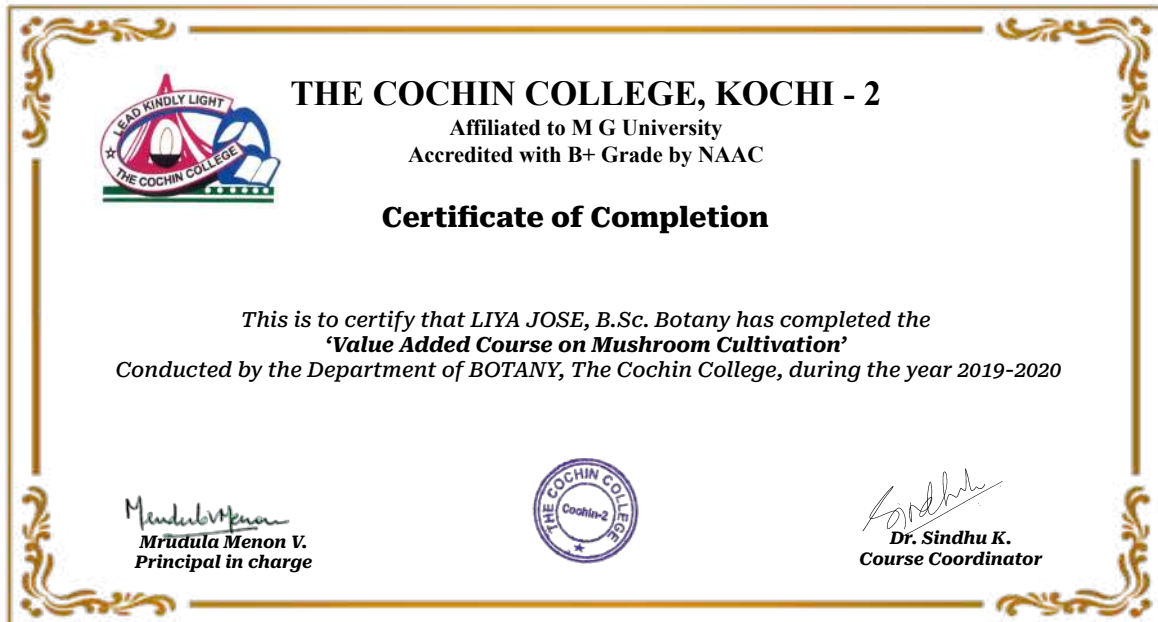 LEAD KINDLY LIGHT
THE COCHIN COLLEGE
THE COCHIN COLLEGE, KOCHI - 2
Affiliated to M G University
Accredited with B+ Grade by NAAC
Certificate of Completion
This is to certify that LIYA JOSE, B.Sc. Botany has completed the
‘Value Added Course on Mushroom Cultivation’
Conducted by the Department of BOTANY, The Cochin College, during the year 2019-2020
Mrudula Menon V.
Principal in charge
THE COCHIN COLLEGE
Cochin-2
Sindhu
Dr. Sindhu K.
Course Coordinator